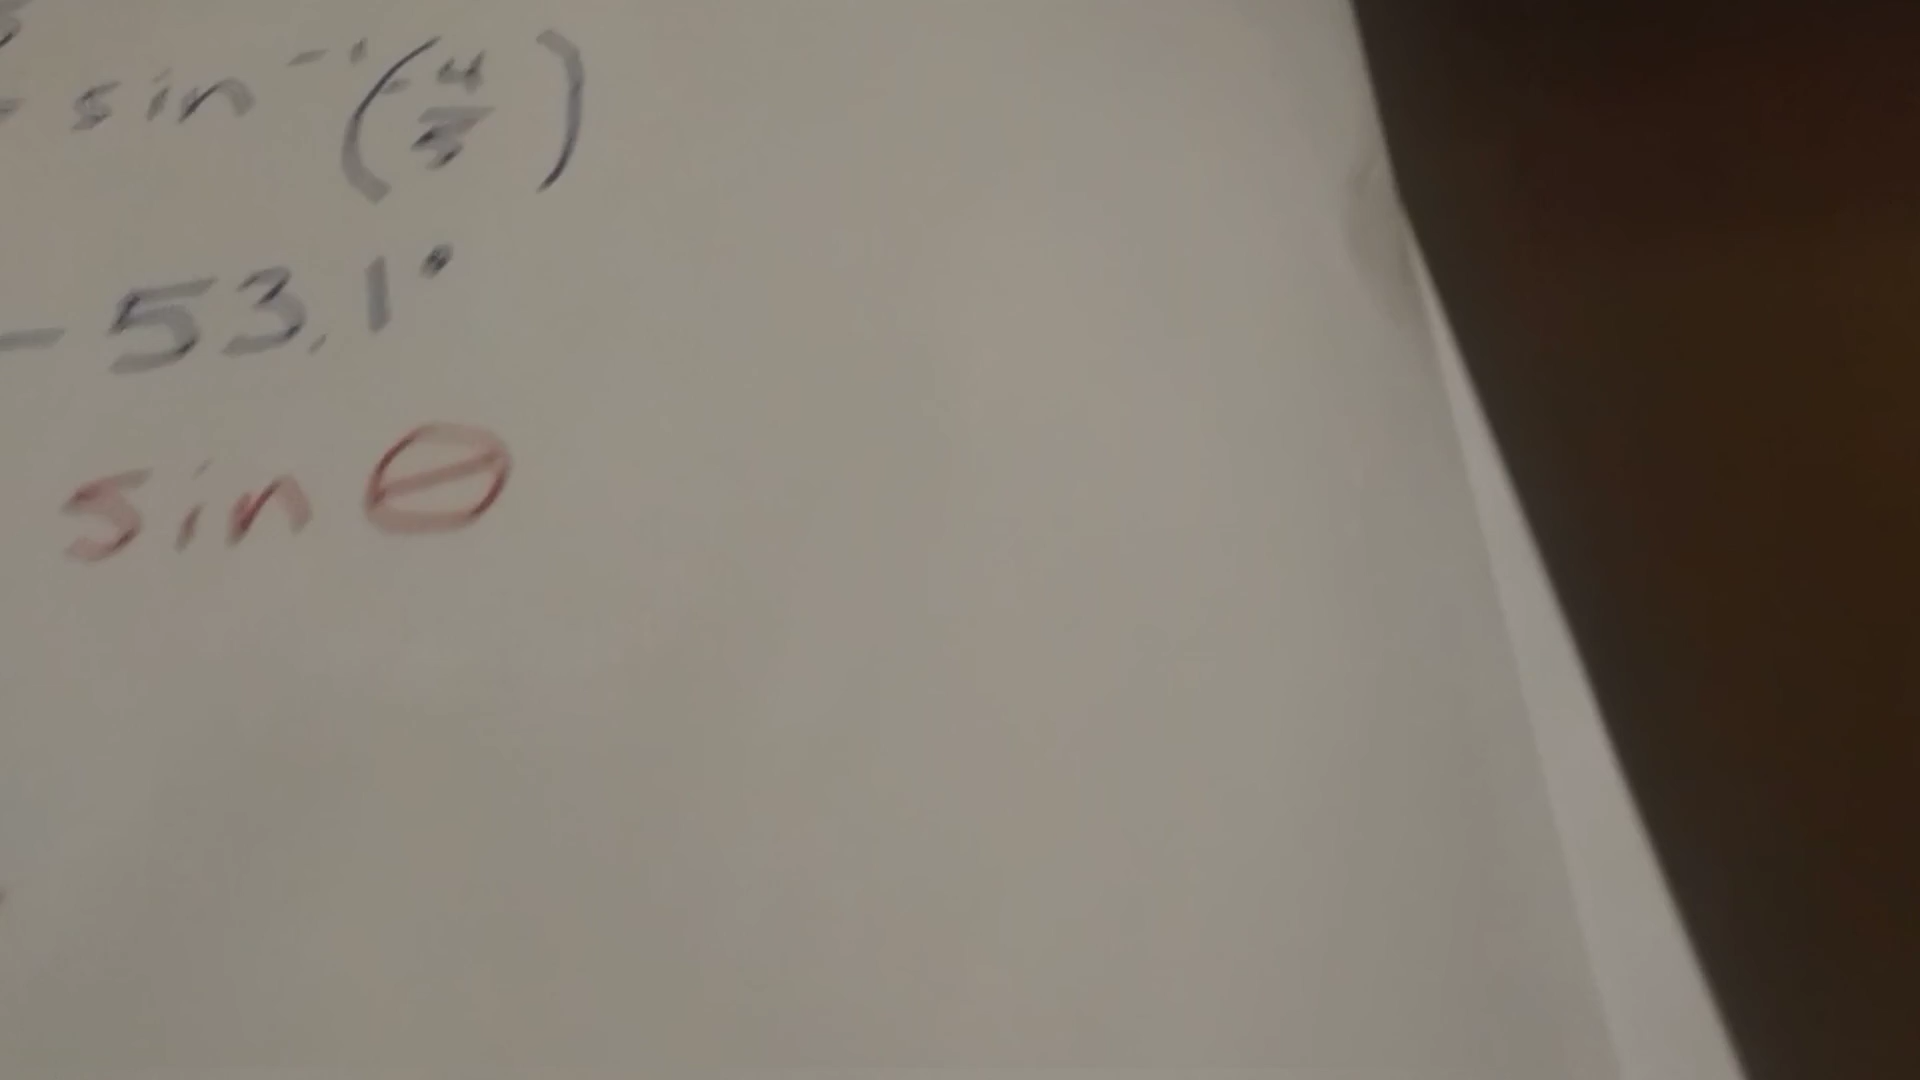 = sin⁻¹(-4/5)
- 53.1°
sin θ